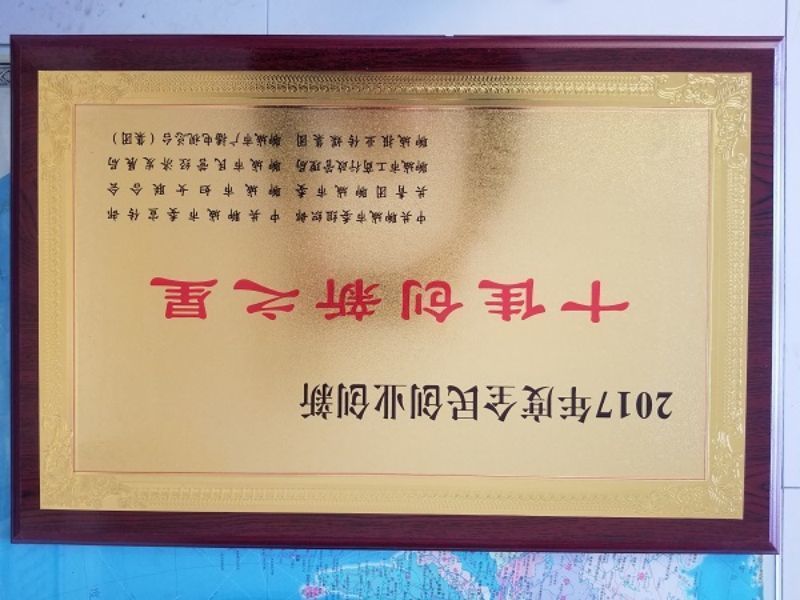 2017年度全民创业创新
十佳创新之星
中共聊城市委组织部 中共聊城市委宣传部
共青团聊城市委 聊城市妇女联合会
聊城市工商行政管理局 聊城市民营经济发展局
聊城报业传媒集团 聊城市广播电视总台（集团）